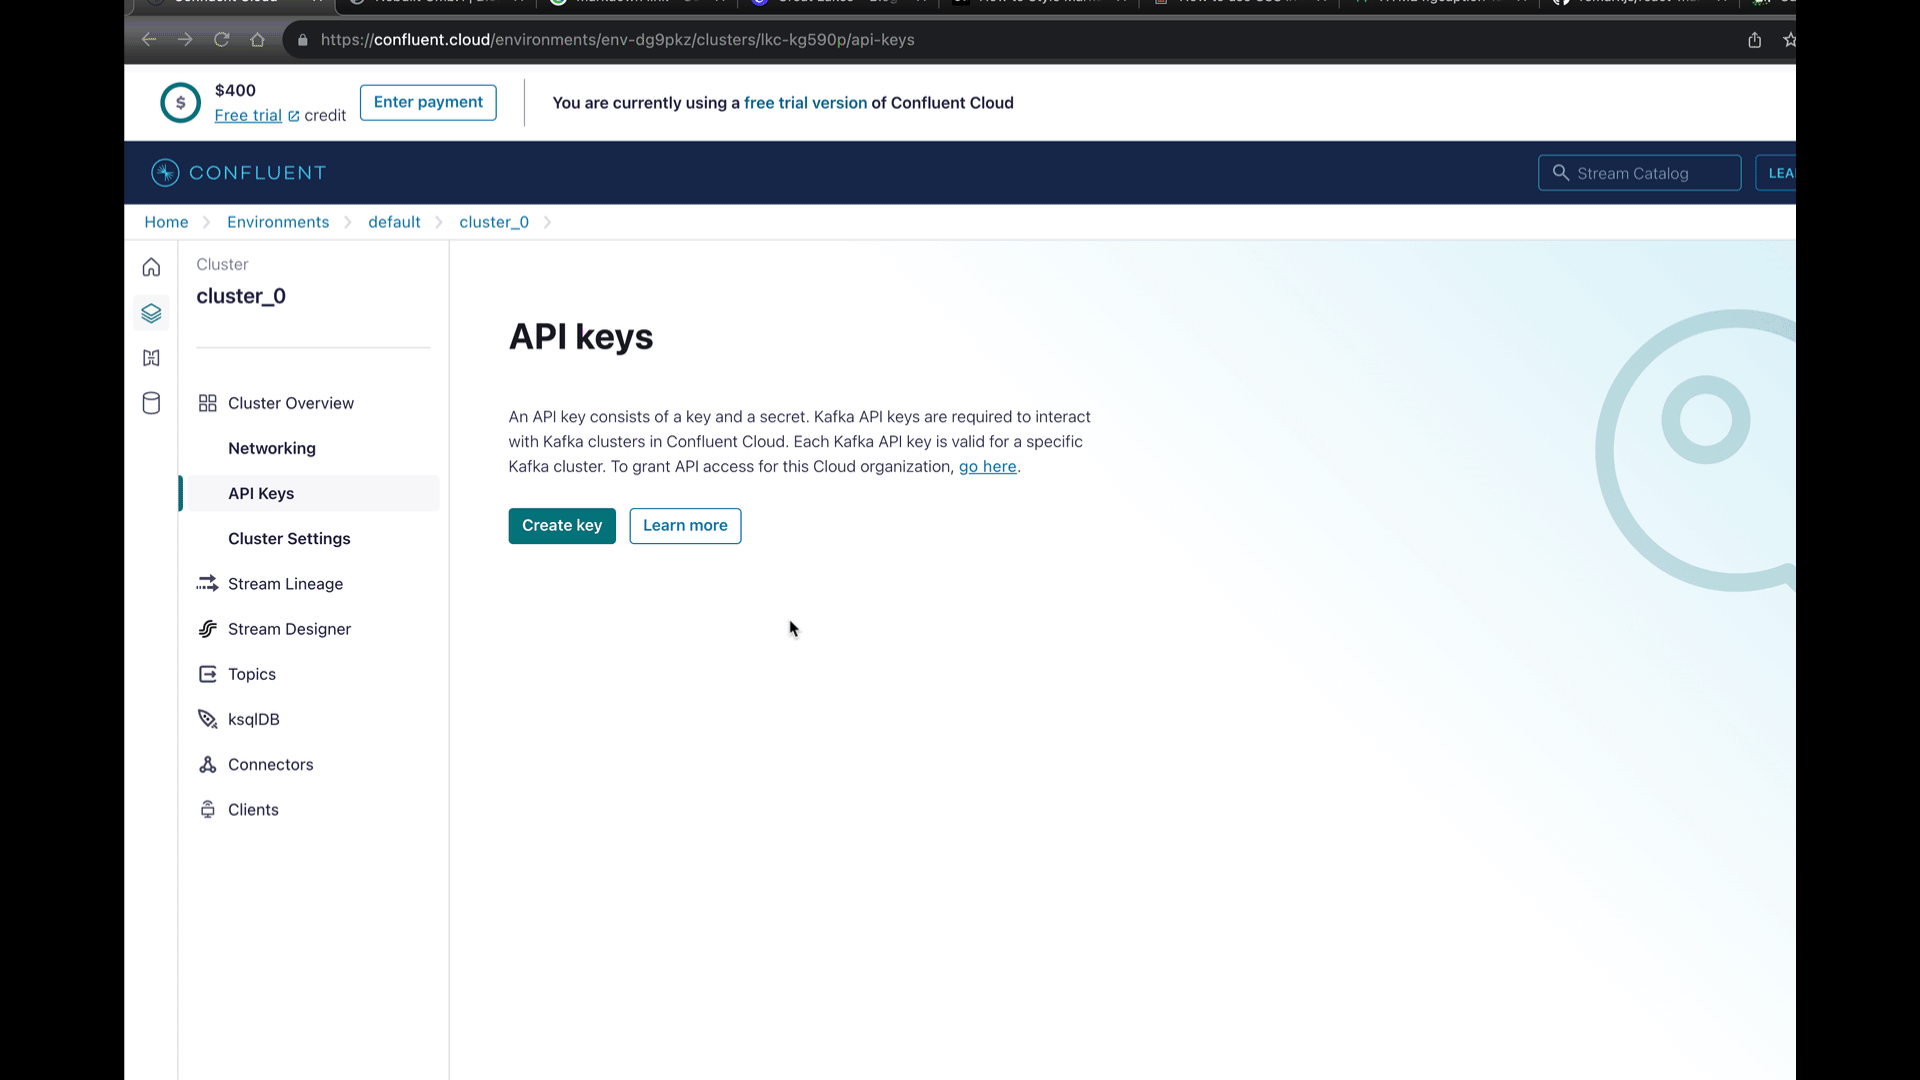 https://confluent.cloud/environments/env-dg9pkz/clusters/lkc-kg590p/api-keys
$
$400
Free trial credit
Enter payment
You are currently using a free trial version of Confluent Cloud
CONFLUENT
Stream Catalog
Home
Environments
default
cluster_0
Cluster
cluster_0
Cluster Overview
Networking
API Keys
Cluster Settings
Stream Lineage
Stream Designer
Topics
ksqlDB
Connectors
Clients
API keys
An API key consists of a key and a secret. Kafka API keys are required to interact
with Kafka clusters in Confluent Cloud. Each Kafka API key is valid for a specific
Kafka cluster. To grant API access for this Cloud organization, go here.
Create key
Learn more